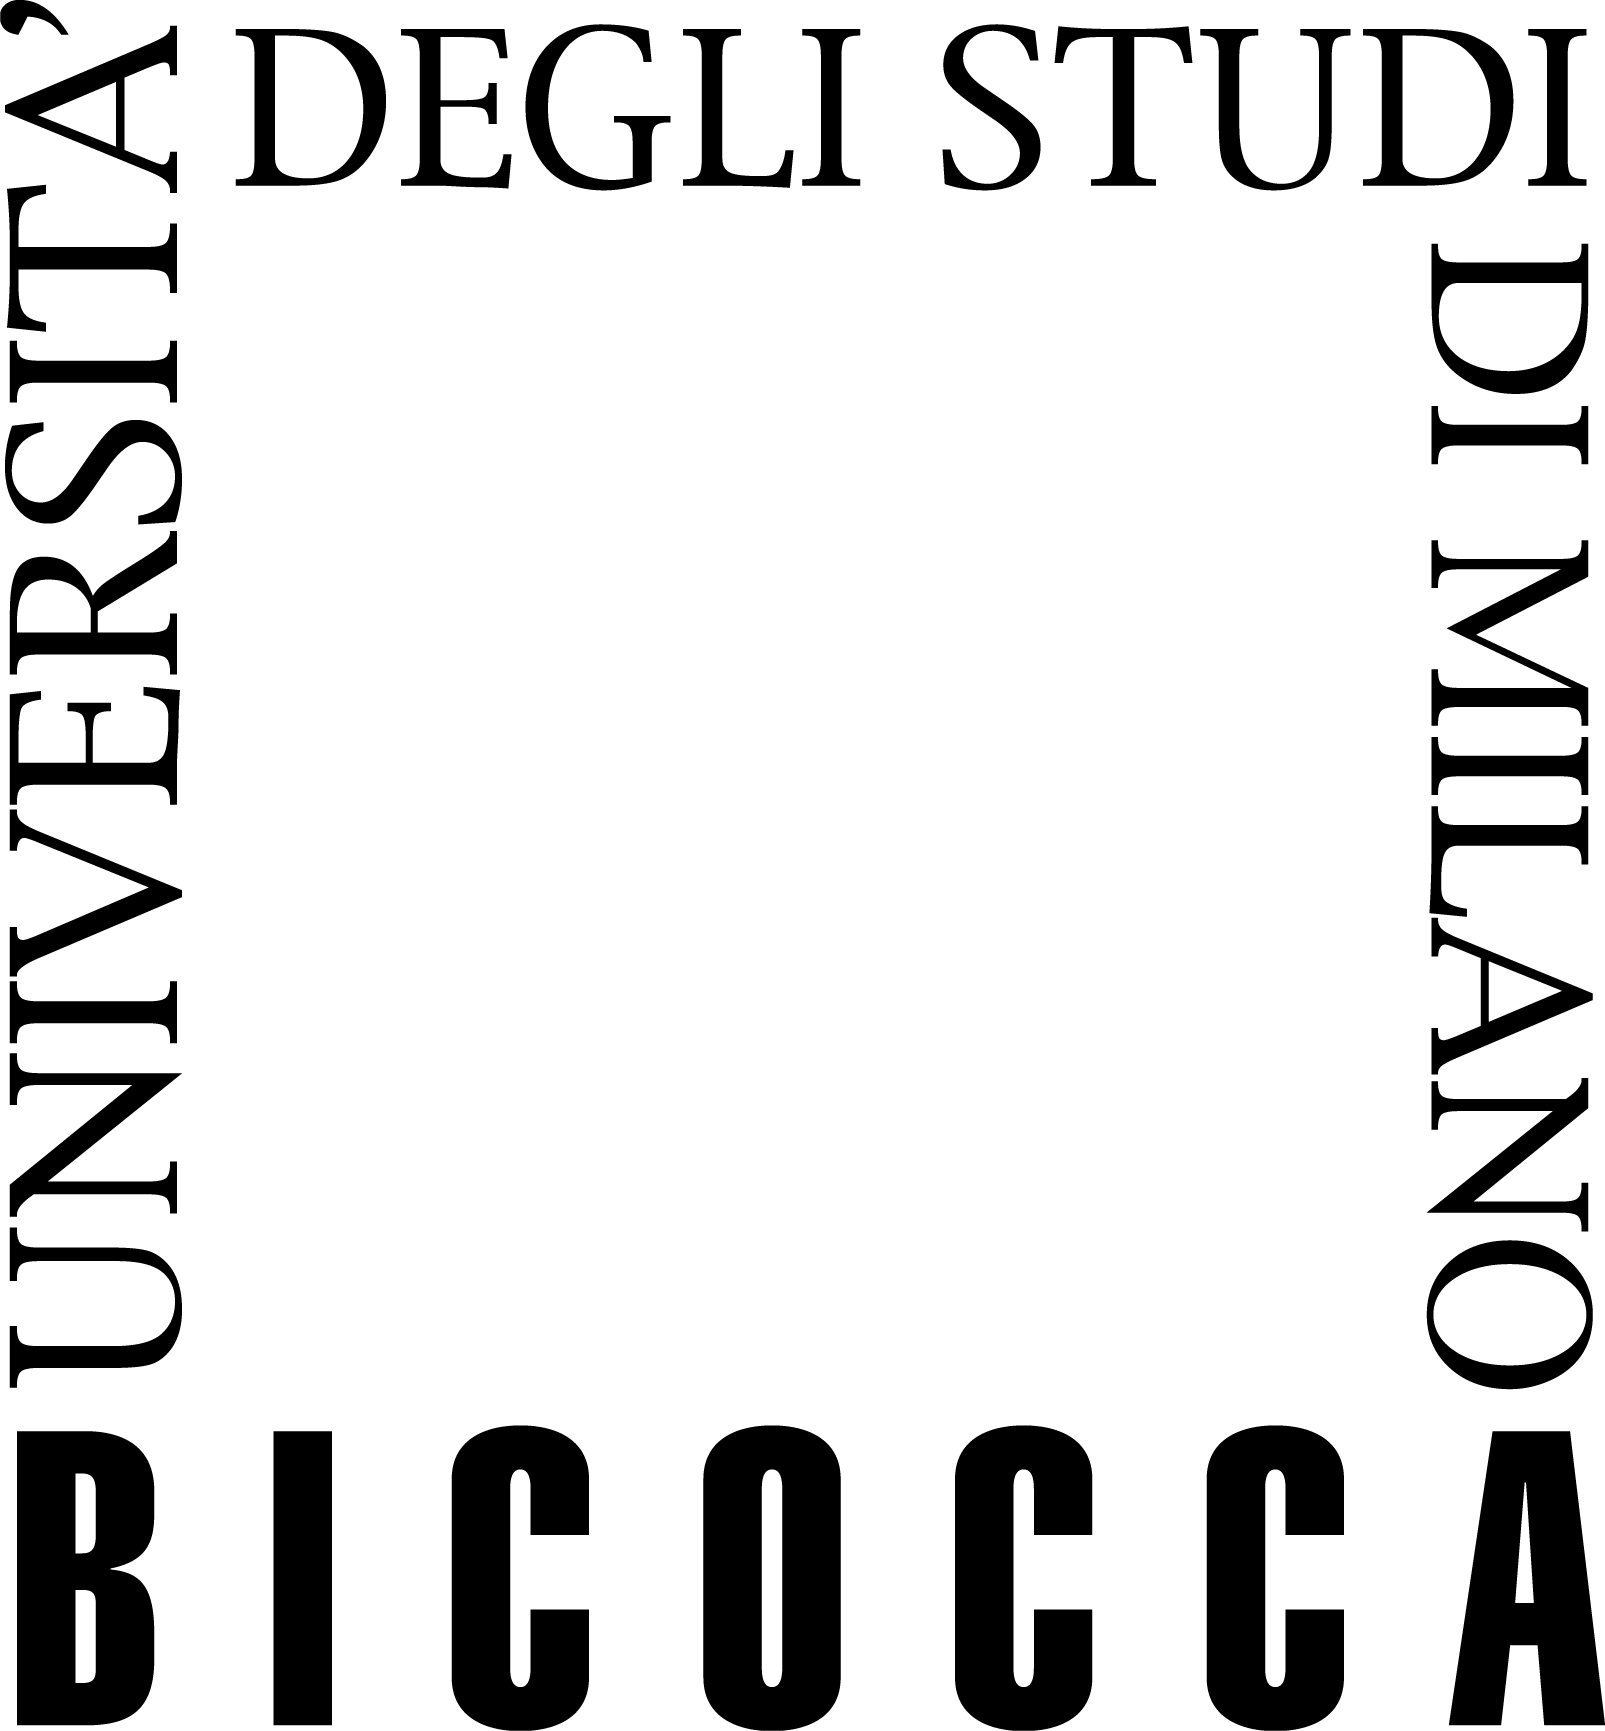 UNIVERSITA'
DEGLI STUDI
DI MILANO
BICOCCA